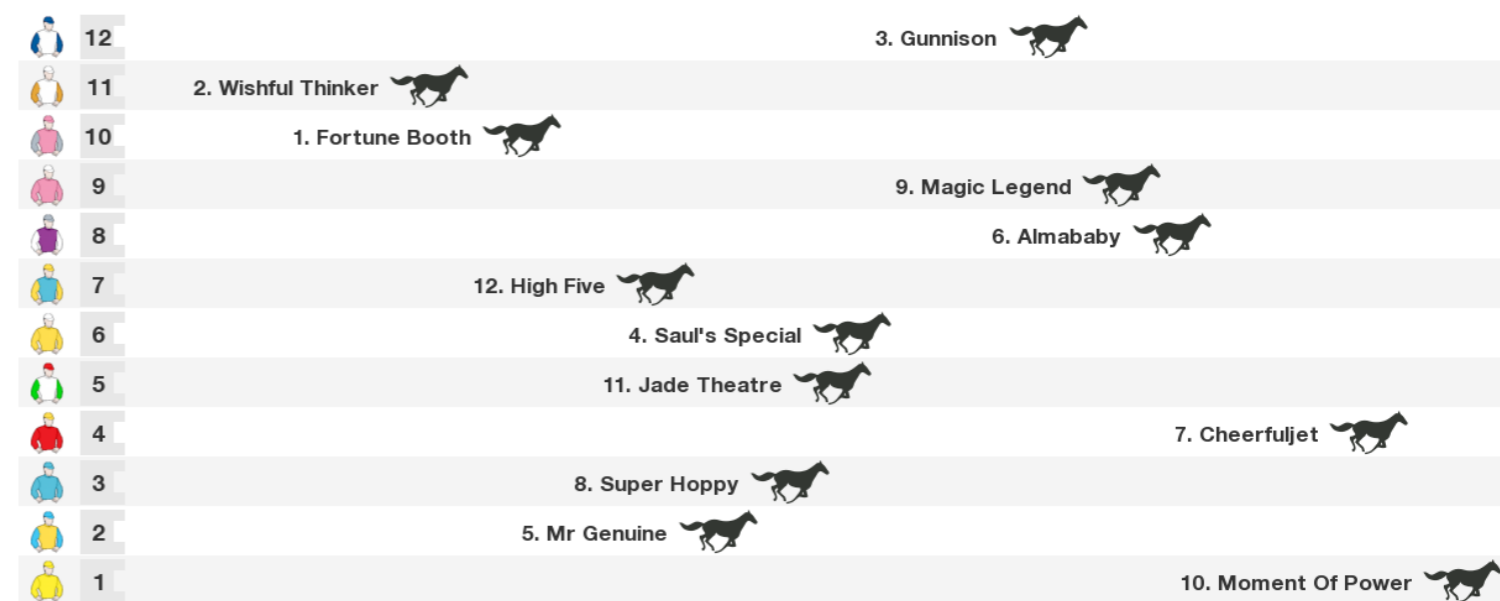 12 3. Gunnison
11 2. Wishful Thinker
10 1. Fortune Booth
9 9. Magic Legend
8 6. Almababy
7 12. High Five
6 4. Saul's Special
5 11. Jade Theatre
4 7. Cheerfuljet
3 8. Super Hoppy
2 5. Mr Genuine
1 10. Moment Of Power